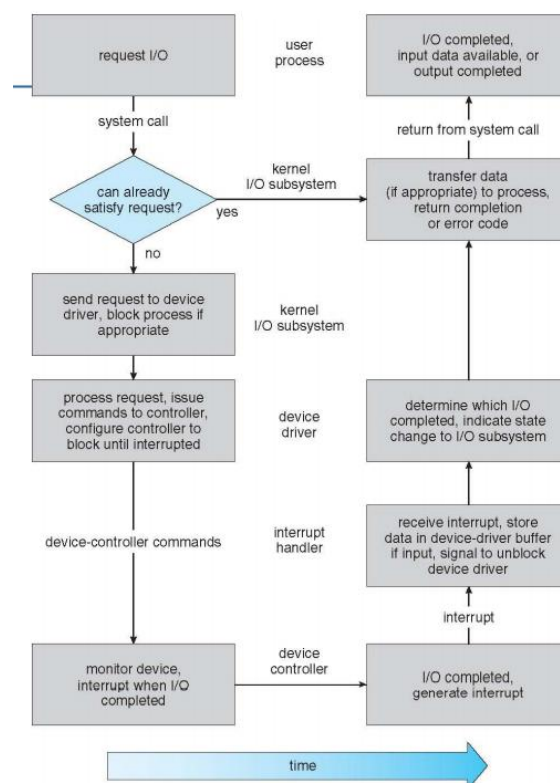 request I/O
user
process
I/O completed,
input data available, or
output completed
system call
return from system call
can already
satisfy request?
yes
no
kernel
I/O subsystem
transfer data
(if appropriate) to process,
return completion
or error code
send request to device
driver, block process if
appropriate
kernel
I/O subsystem
process request, issue
commands to controller,
configure controller to
block until interrupted
device
driver
determine which I/O
completed, indicate state
change to I/O subsystem
device-controller commands
interrupt
handler
receive interrupt, store
data in device-driver buffer
if input, signal to unblock
device driver
interrupt
monitor device,
interrupt when I/O
completed
device
controller
I/O completed,
generate interrupt
time